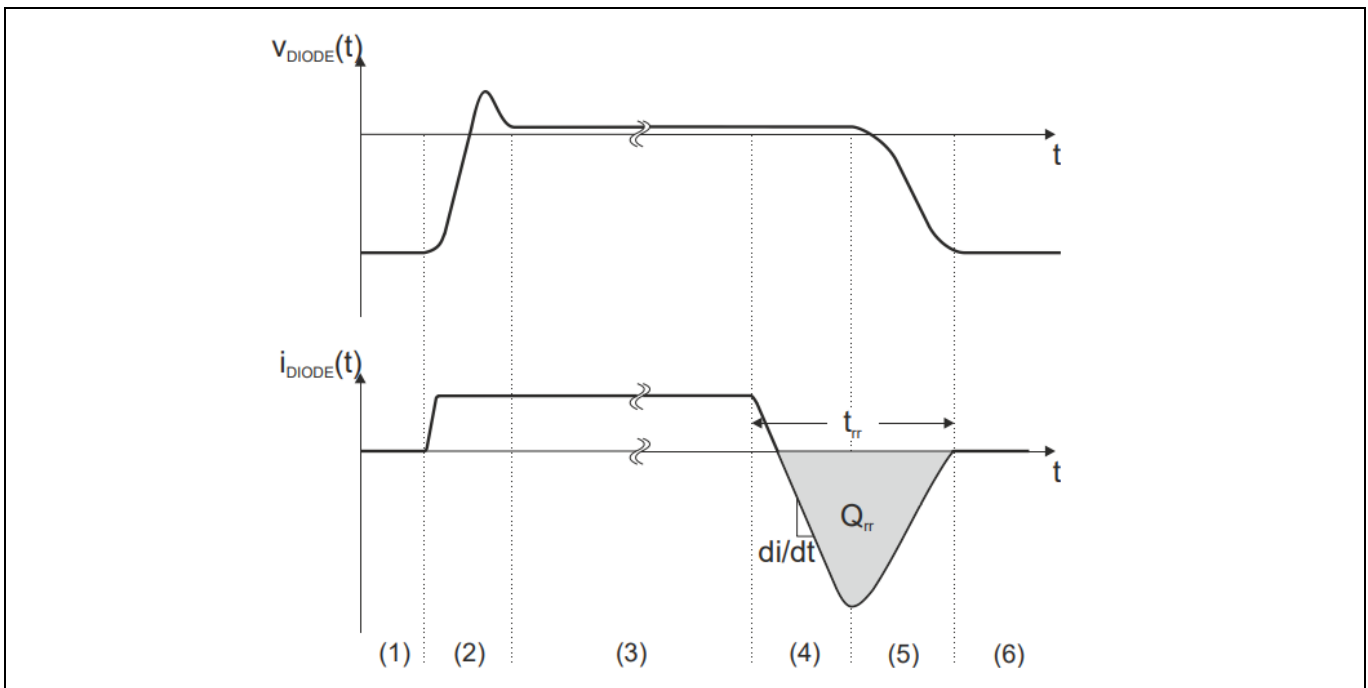 vDIODE(t)
t
iDIODE(t)
trr
t
Qrr
di/dt
(1) (2) (3) (4) (5) (6)